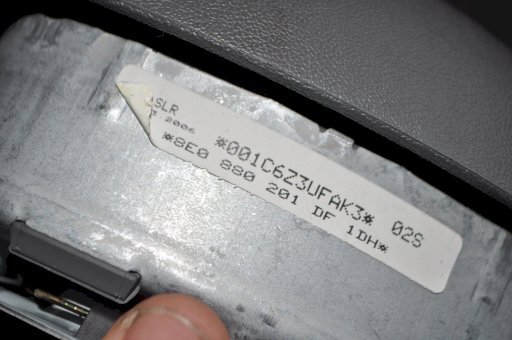 SLR
2006
*001C6Z3UFAK3* 02S
*8E0 880 201 DF 1DH*